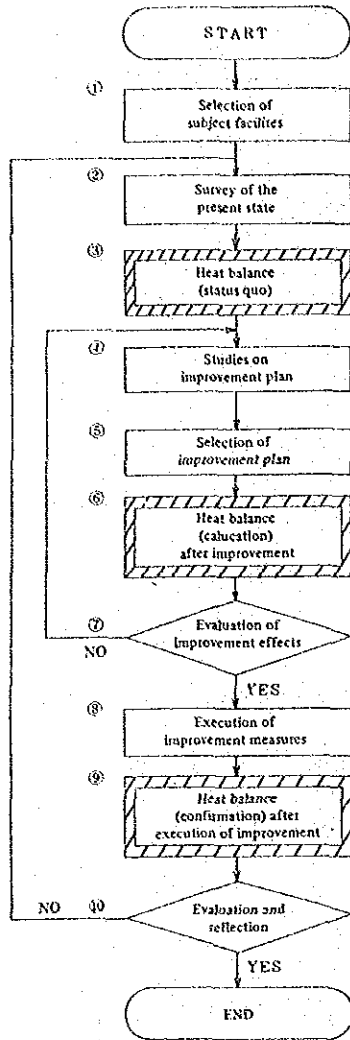 START
①
Selection of
subject facilites
②
Survey of the
present state
③
Heat balance
(status quo)
④
Studies on
improvement plan
⑤
Selection of
improvement plan
⑥
Heat balance
(calucation)
after improvement
⑦
Evaluation of
improvement effects
NO
YES
⑧
Execution of
improvement measures
⑨
Heat balance
(confirmation) after
execution of improvement
NO
⑩
Evaluation and
reflection
YES
END